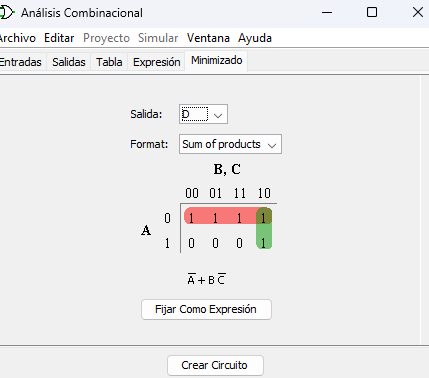 Análisis Combinacional
Archivo Editar Proyecto Simular Ventana Ayuda
Entradas Salidas Tabla Expresión Minimizado
Salida: D
Format: Sum of products
B, C
00 01 11 10
A 0 1 1 1 1
1 0 0 0 1
A̅ + B C̅
Fijar Como Expresión
Crear Circuito